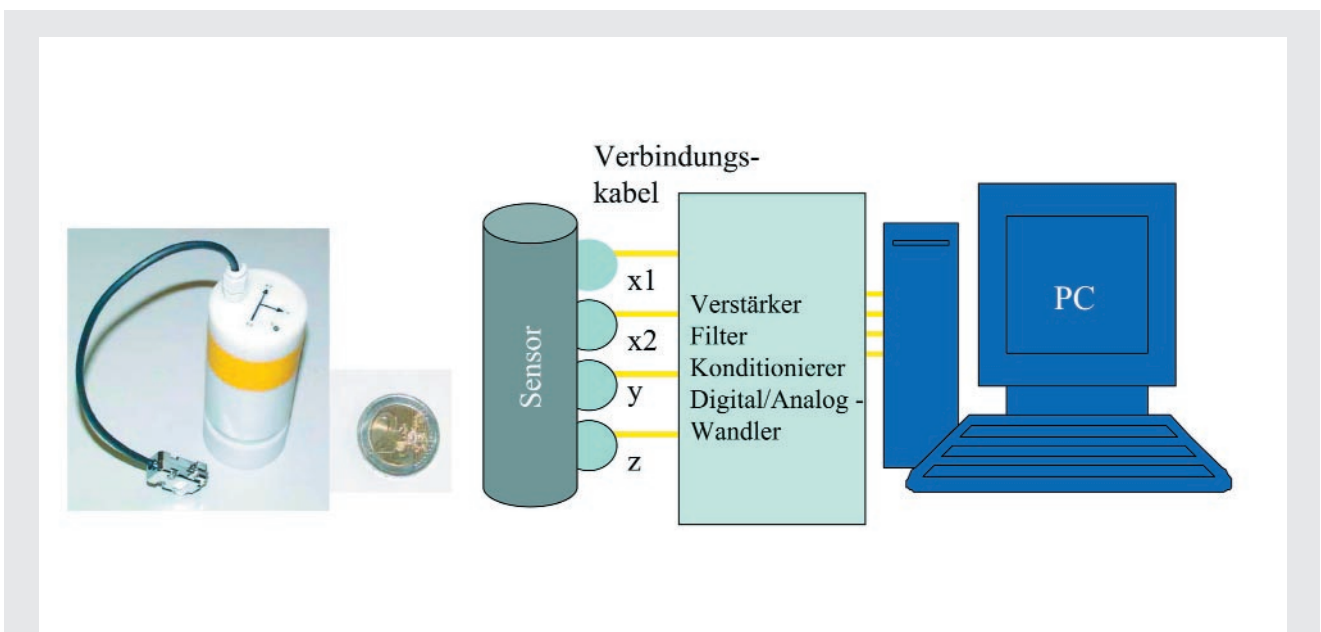 Verbindungs-
kabel
Sensor
x1
x2
y
z
Verstärker
Filter
Konditionierer
Digital/Analog -
Wandler
PC